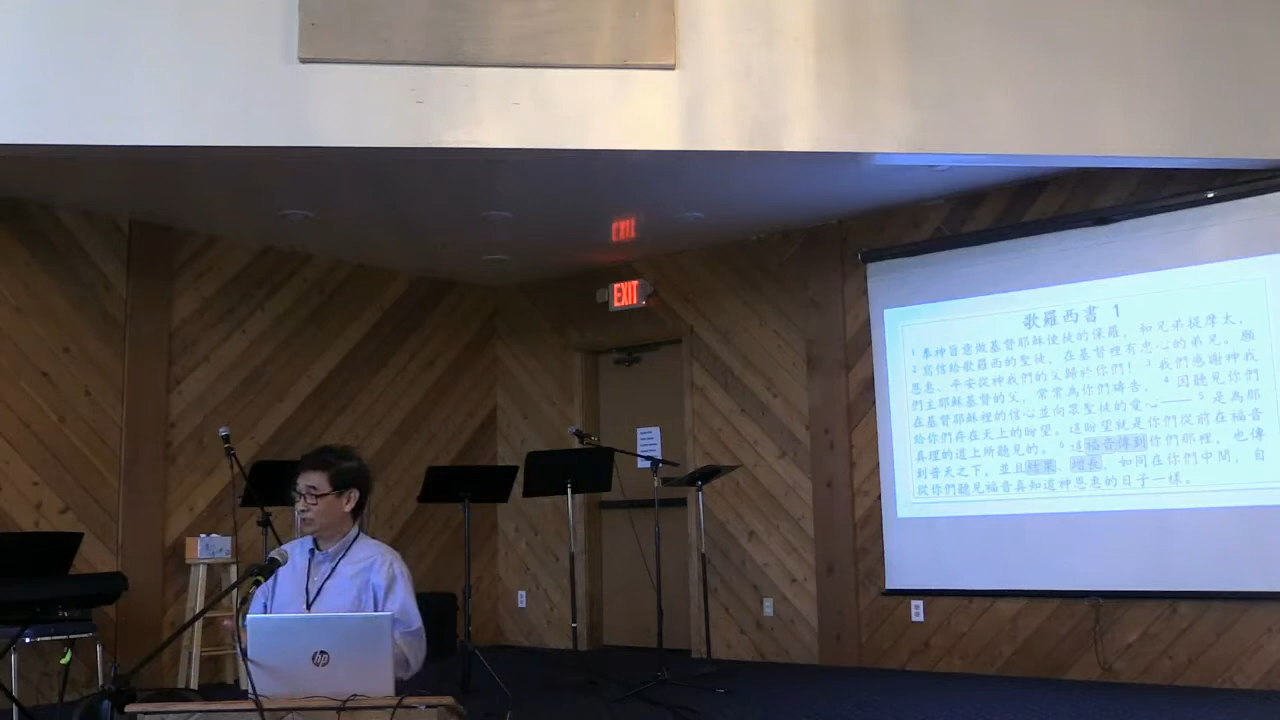 EXIT
EXIT
歌羅西書 1
1 奉神旨意做基督耶穌使徒的保羅，和兄弟提摩太，
2 寫信給歌羅西的聖徒，在基督裡有忠心的弟兄。願
恩惠、平安從神我們的父歸於你們！ 3 我們感謝神我
們主耶穌基督的父，常常為你們禱告， 4 因聽見你們
在基督耶穌裡的信心並向眾聖徒的愛心—— 5 是為那
給你們存在天上的盼望。這盼望就是你們從前在福音
真理的道上所聽見的。 6 這福音傳到你們那裡，也傳
到普天之下，並且結果、增長，如同在你們中間，自
從你們聽見福音真知道神恩惠的日子一樣。
hp